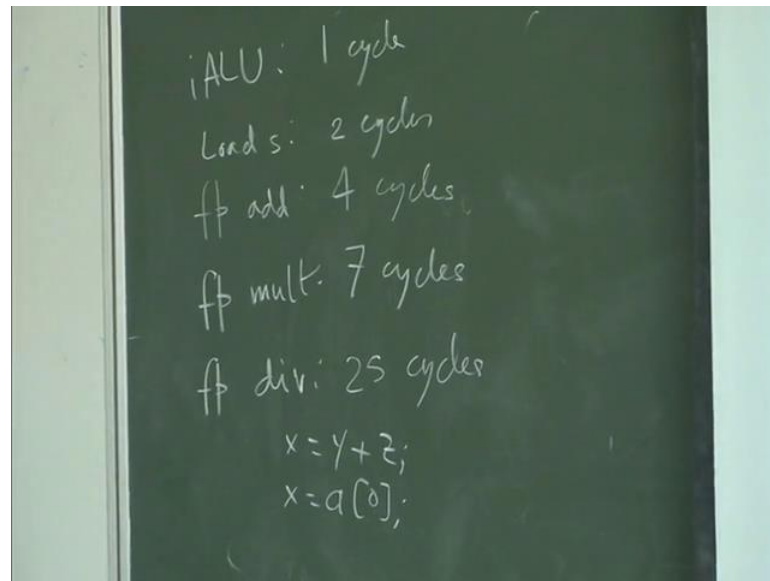 iALU: 1 cycle
Loads: 2 cycles
fp add: 4 cycles
fp mult. 7 cycles
fp div: 25 cycles
x=y+z;
x=a[0];